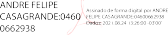 ANDRE FELIPE
CASAGRANDE:0460
0662938
Assinado de forma digital por ANDRE
FELIPE CASAGRANDE:04600662938